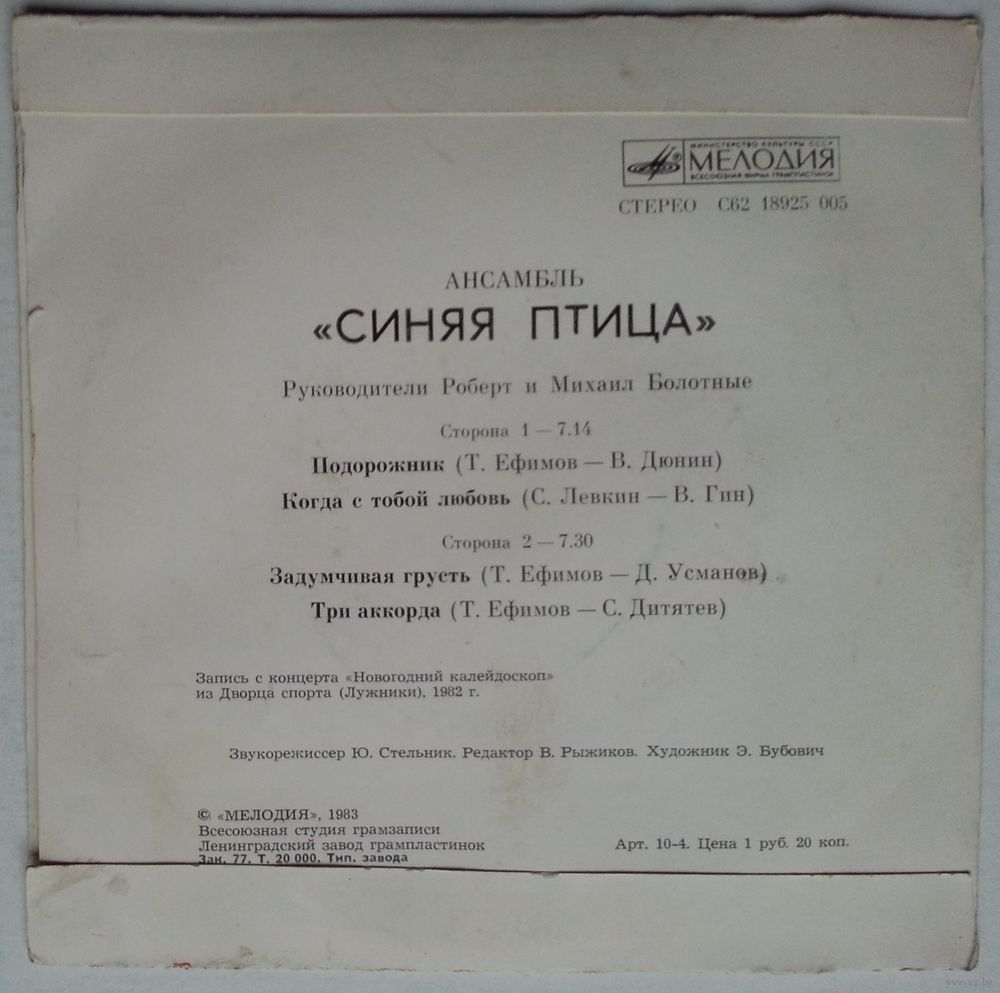 МИНИСТЕРСТВО КУЛЬТУРЫ СССР
МЕЛОДИЯ
ВСЕСОЮЗНАЯ ФИРМА ГРАМПЛАСТИНОК
СТЕРЕО С62 18925 005
АНСАМБЛЬ
«СИНЯЯ ПТИЦА»
Руководители Роберт и Михаил Болотные
Сторона 1 — 7.14
Подорожник (Т. Ефимов — В. Дюнин)
Когда с тобой любовь (С. Левкин — В. Гин)
Сторона 2 — 7.30
Задумчивая грусть (Т. Ефимов — Д. Усманов)
Три аккорда (Т. Ефимов — С. Дитятев)
Запись с концерта «Новогодний калейдоскоп»
из Дворца спорта (Лужники), 1982 г.
Звукорежиссер Ю. Стельник. Редактор В. Рыжиков. Художник Э. Бубович
© «МЕЛОДИЯ», 1983
Всесоюзная студия грамзаписи
Ленинградский завод грампластинок
Арт. 10-4. Цена 1 руб. 20 коп.
Зак. 77. Т. 20 000. Тип. завода
www.ay.by